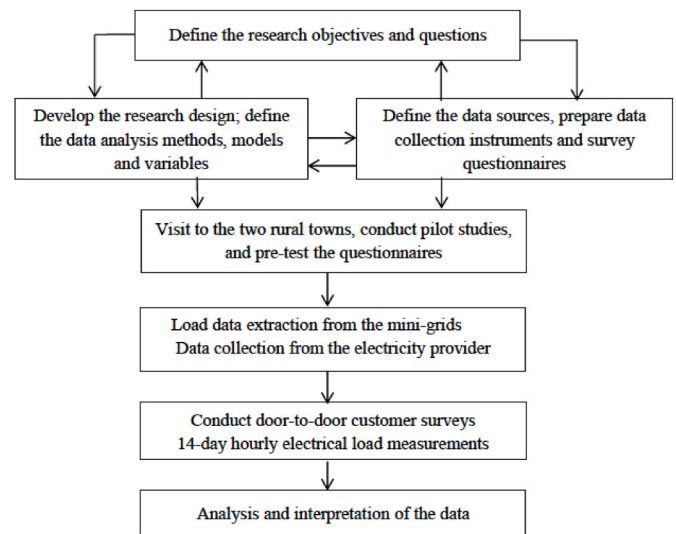 Define the research objectives and questions
Develop the research design; define
the data analysis methods, models
and variables
Define the data sources, prepare data
collection instruments and survey
questionnaires
Visit to the two rural towns, conduct pilot studies,
and pre-test the questionnaires
Load data extraction from the mini-grids
Data collection from the electricity provider
Conduct door-to-door customer surveys
14-day hourly electrical load measurements
Analysis and interpretation of the data